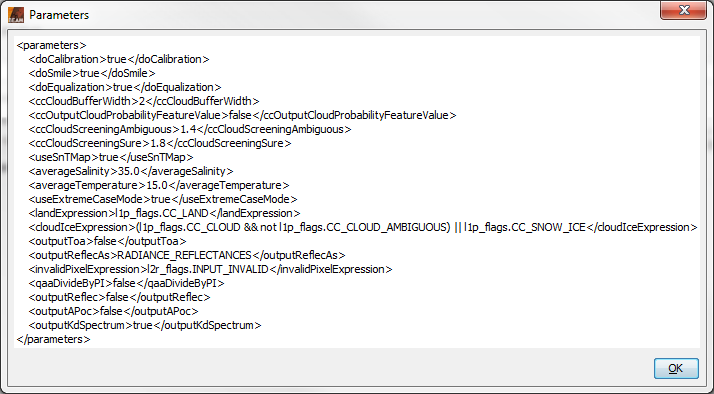 BEAM
Parameters
X
<parameters>
<doCalibration>true</doCalibration>
<doSmile>true</doSmile>
<doEqualization>true</doEqualization>
<ccCloudBufferWidth>2</ccCloudBufferWidth>
<ccOutputCloudProbabilityFeatureValue>false</ccOutputCloudProbabilityFeatureValue>
<ccCloudScreeningAmbiguous>1.4</ccCloudScreeningAmbiguous>
<ccCloudScreeningSure>1.8</ccCloudScreeningSure>
<useSnTMap>true</useSnTMap>
<averageSalinity>35.0</averageSalinity>
<averageTemperature>15.0</averageTemperature>
<useExtremeCaseMode>true</useExtremeCaseMode>
<landExpression>l1p_flags.CC_LAND</landExpression>
<cloudIceExpression>(l1p_flags.CC_CLOUD && not l1p_flags.CC_CLOUD_AMBIGUOUS) || l1p_flags.CC_SNOW_ICE</cloudIceExpression>
<outputToa>false</outputToa>
<outputReflecAs>RADIANCE_REFLECTANCES</outputReflecAs>
<invalidPixelExpression>l2r_flags.INPUT_INVALID</invalidPixelExpression>
<qaaDivideByPI>false</qaaDivideByPI>
<outputReflec>false</outputReflec>
<outputAPoc>false</outputAPoc>
<outputKdSpectrum>true</outputKdSpectrum>
</parameters>
OK